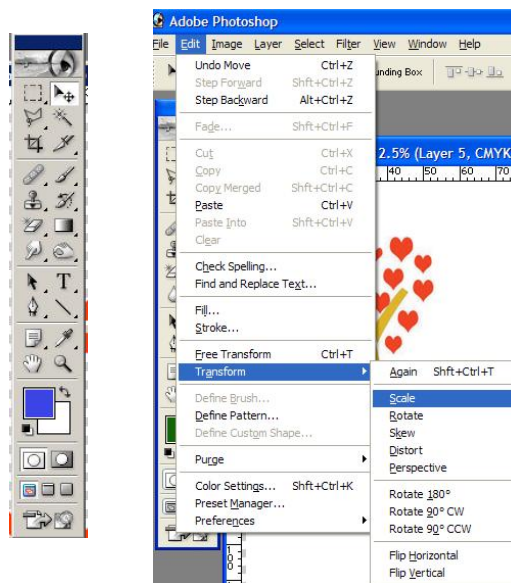 Adobe Photoshop
File Edit Image Layer Select Filter View Window Help
Undo Move Ctrl+Z
Step Forward Shft+Ctrl+Z
Step Backward Alt+Ctrl+Z
unding Box
Fade... Shft+Ctrl+F
Cut Ctrl+X
Copy Ctrl+C
Copy Merged Shft+Ctrl+C
Paste Ctrl+V
Paste Into Shft+Ctrl+V
Clear
2.5% (Layer 5, CMYK
40 50 60 70
Check Spelling...
Find and Replace Text...
Fill...
Stroke...
Free Transform Ctrl+T
Transform
Again Shft+Ctrl+T
Scale
Rotate
Skew
Distort
Perspective
Rotate 180°
Rotate 90° CW
Rotate 90° CCW
Flip Horizontal
Flip Vertical
Define Brush...
Define Pattern...
Define Custom Shape...
Purge
Color Settings... Shft+Ctrl+K
Preset Manager...
Preferences
T
100